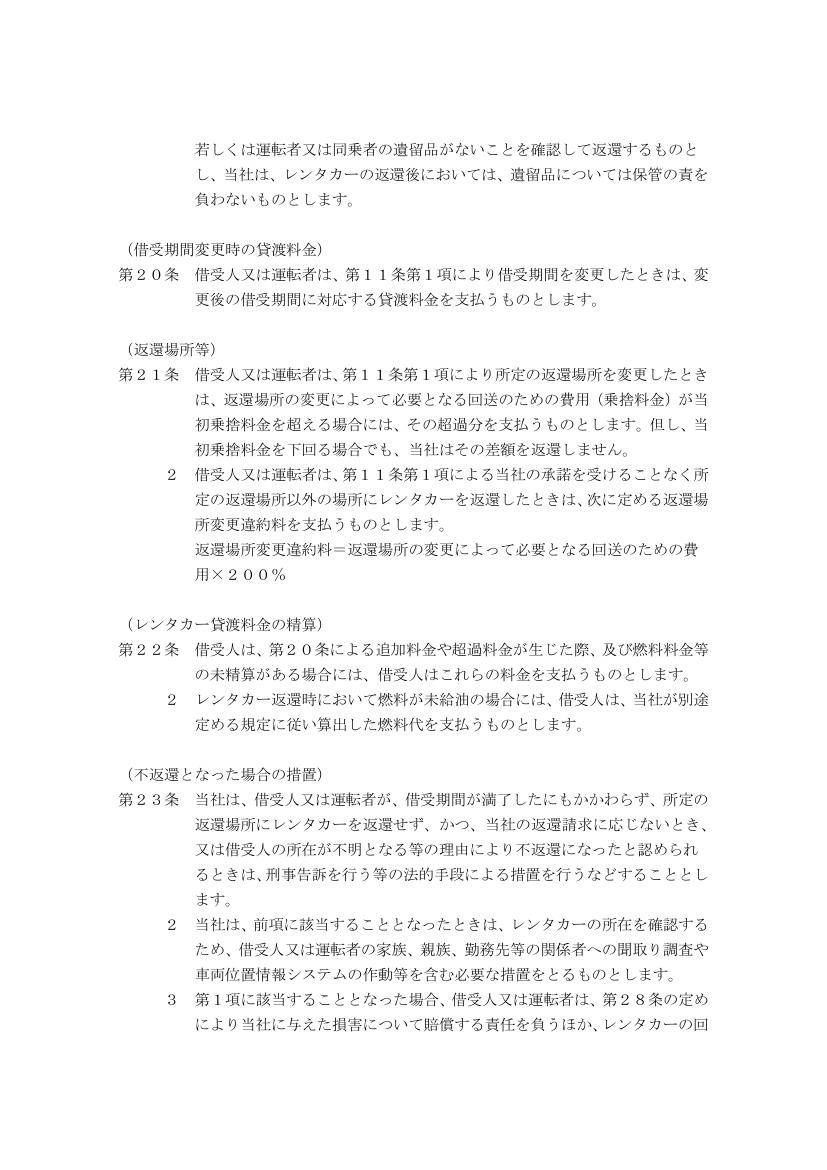 若しくは運転者又は同乗者の遺留品がないことを確認して返還するものと
し、当社は、レンタカーの返還後においては、遺留品については保管の責を
負わないものとします。
（借受期間変更時の貸渡料金）
第２０条　借受人又は運転者は、第１１条第１項により借受期間を変更したときは、変
更後の借受期間に対応する貸渡料金を支払うものとします。
（返還場所等）
第２１条　借受人又は運転者は、第１１条第１項により所定の返還場所を変更したとき
は、返還場所の変更によって必要となる回送のための費用（乗捨料金）が当
初乗捨料金を超える場合には、その超過分を支払うものとします。但し、当
初乗捨料金を下回る場合でも、当社はその差額を返還しません。
２　借受人又は運転者は、第１１条第１項による当社の承諾を受けることなく所
定の返還場所以外の場所にレンタカーを返還したときは、次に定める返還場
所変更違約料を支払うものとします。
返還場所変更違約料＝返還場所の変更によって必要となる回送のための費
用×２００％
（レンタカー貸渡料金の精算）
第２２条　借受人は、第２０条による追加料金や超過料金が生じた際、及び燃料料金等
の未精算がある場合には、借受人はこれらの料金を支払うものとします。
２　レンタカー返還時において燃料が未給油の場合には、借受人は、当社が別途
定める規定に従い算出した燃料代を支払うものとします。
（不返還となった場合の措置）
第２３条　当社は、借受人又は運転者が、借受期間が満了したにもかかわらず、所定の
返還場所にレンタカーを返還せず、かつ、当社の返還請求に応じないとき、
又は借受人の所在が不明となる等の理由により不返還になったと認められ
るときは、刑事告訴を行う等の法的手段による措置を行うなどすることとし
ます。
２　当社は、前項に該当することとなったときは、レンタカーの所在を確認する
ため、借受人又は運転者の家族、親族、勤務先等の関係者への聞取り調査や
車両位置情報システムの作動等を含む必要な措置をとるものとします。
３　第１項に該当することとなった場合、借受人又は運転者は、第２８条の定め
により当社に与えた損害について賠償する責任を負うほか、レンタカーの回